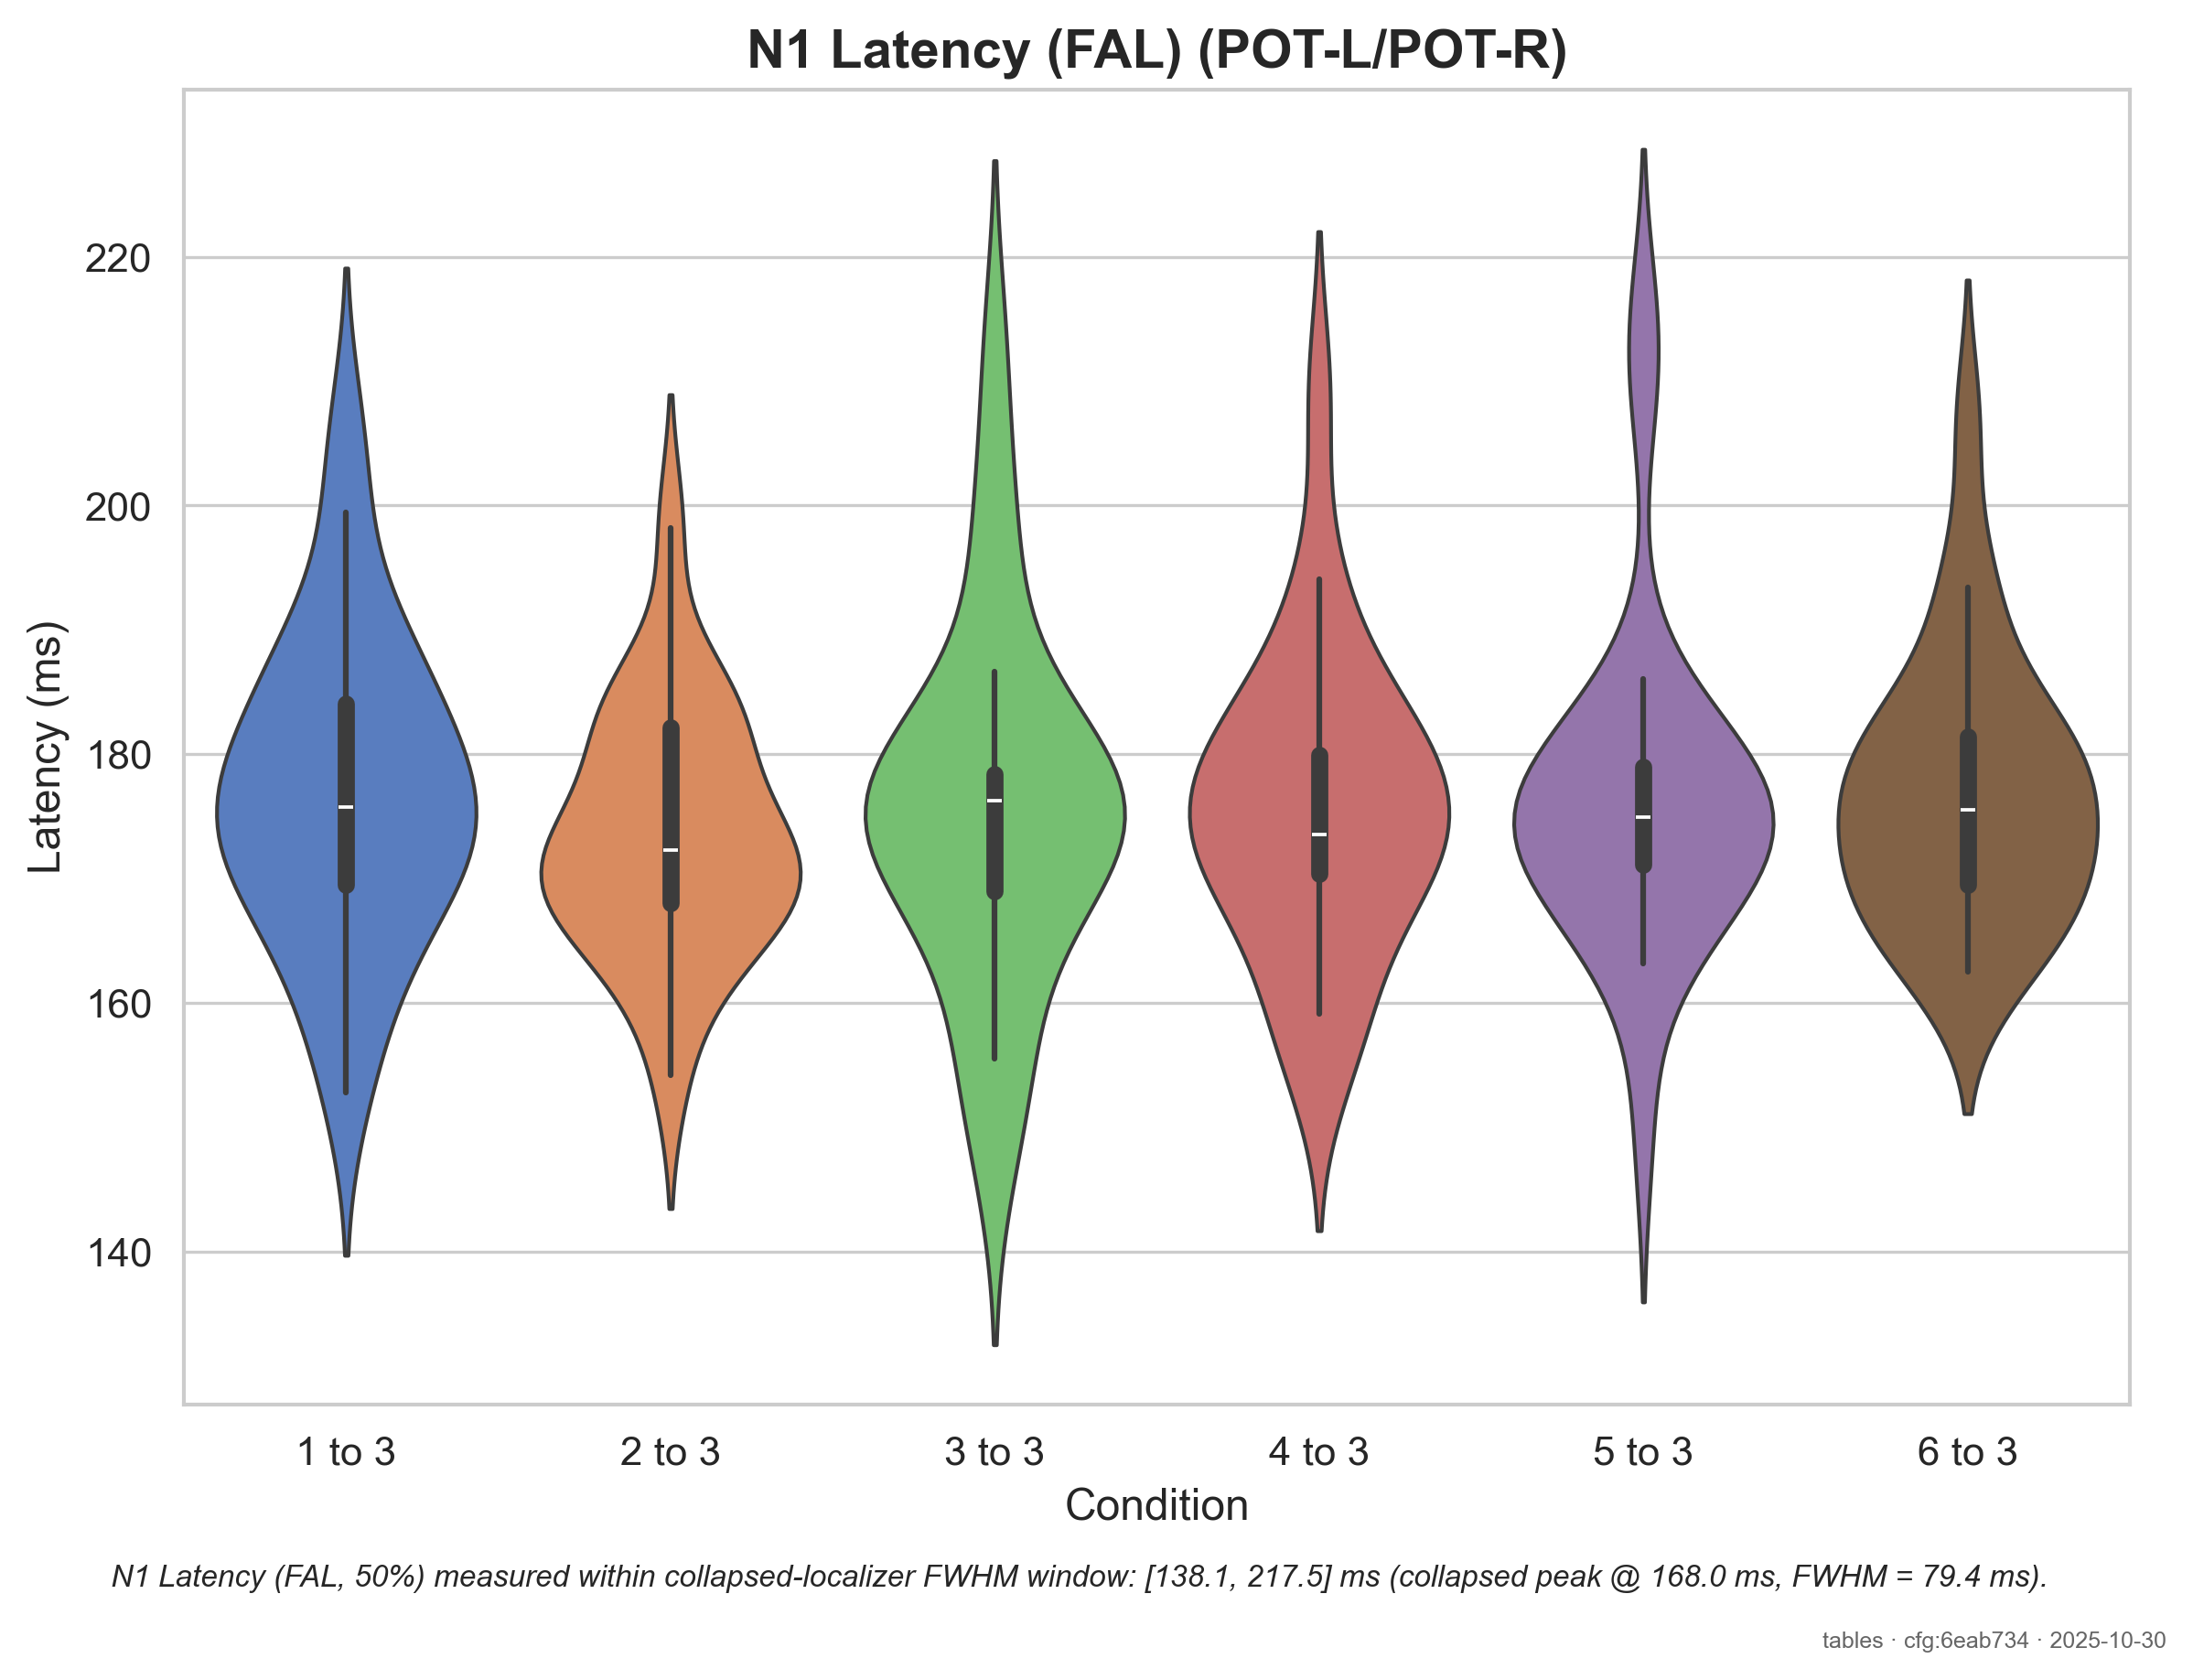 N1 Latency (FAL) (POT-L/POT-R)
Latency (ms)
220
200
180
160
140
1 to 3
2 to 3
3 to 3
4 to 3
5 to 3
6 to 3
Condition
N1 Latency (FAL, 50%) measured within collapsed-localizer FWHM window: [138.1, 217.5] ms (collapsed peak @ 168.0 ms, FWHM = 79.4 ms).
tables · cfg:6eab734 · 2025-10-30